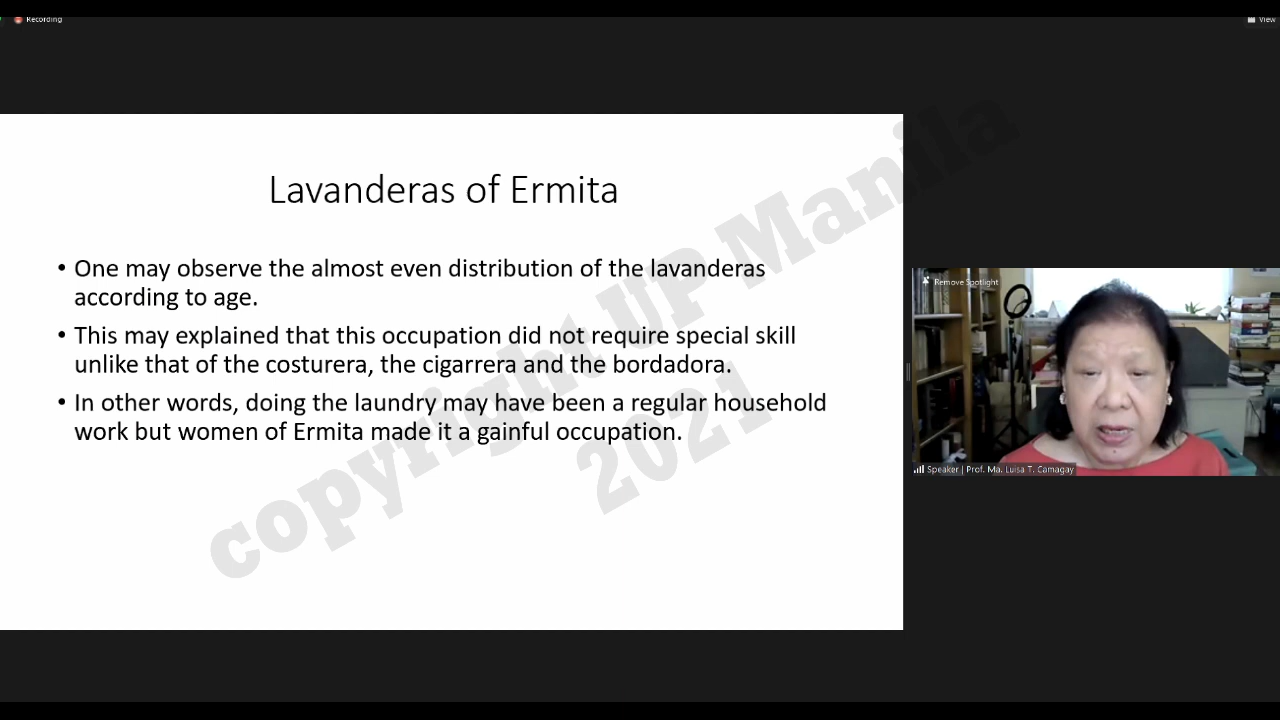 Recording
View
Lavanderas of Ermita
• One may observe the almost even distribution of the lavanderas
according to age.
• This may explained that this occupation did not require special skill
unlike that of the costurera, the cigarrera and the bordadora.
• In other words, doing the laundry may have been a regular household
work but women of Ermita made it a gainful occupation.
copyright UP Manila
2021
Remove Spotlight
Speaker | Prof. Ma. Luisa T. Camagay